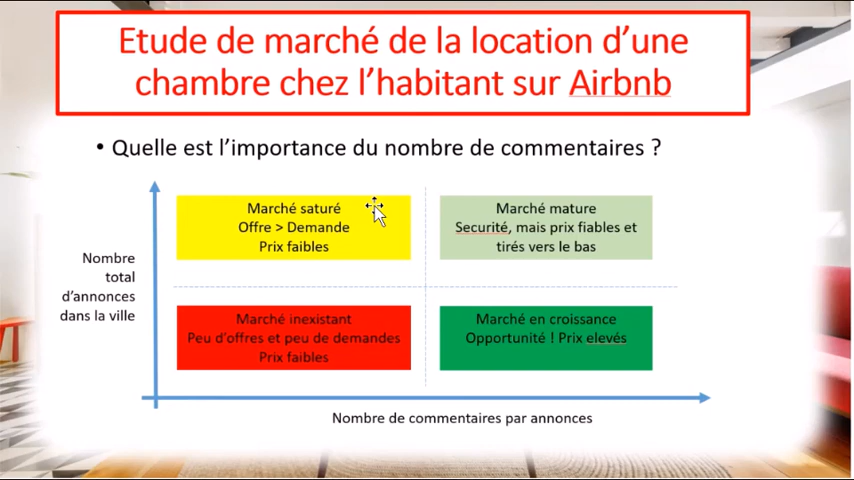 Etude de marché de la location d'une
chambre chez l'habitant sur Airbnb
• Quelle est l'importance du nombre de commentaires ?
Marché saturé
Offre > Demande
Prix faibles
Marché mature
Securité, mais prix fiables et
tirés vers le bas
Nombre
total
d'annonces
dans la ville
Marché inexistant
Peu d'offres et peu de demandes
Prix faibles
Marché en croissance
Opportunité ! Prix elevés
Nombre de commentaires par annonces